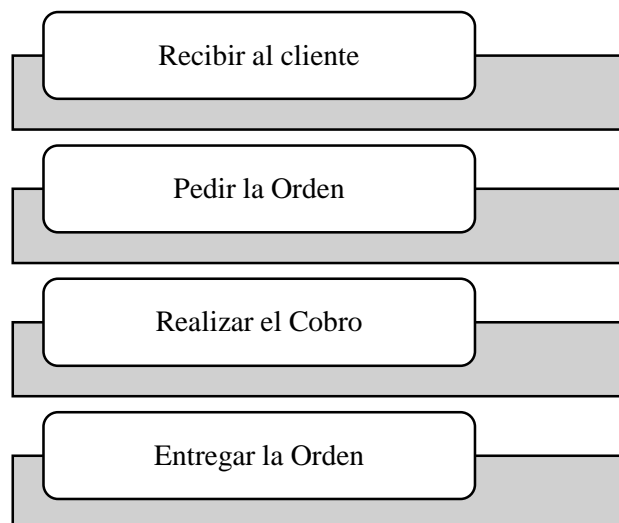 Recibir al cliente
Pedir la Orden
Realizar el Cobro
Entregar la Orden